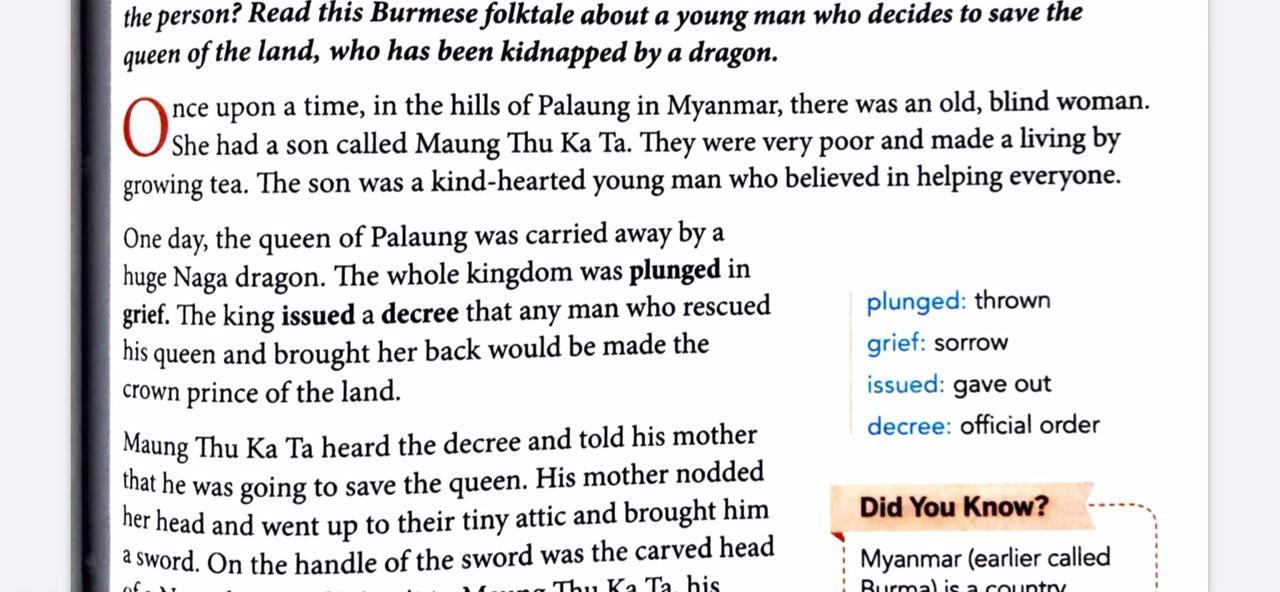 the person? Read this Burmese folktale about a young man who decides to save the
queen of the land, who has been kidnapped by a dragon.
Once upon a time, in the hills of Palaung in Myanmar, there was an old, blind woman.
She had a son called Maung Thu Ka Ta. They were very poor and made a living by
growing tea. The son was a kind-hearted young man who believed in helping everyone.
One day, the queen of Palaung was carried away by a
huge Naga dragon. The whole kingdom was plunged in
grief. The king issued a decree that any man who rescued
his queen and brought her back would be made the
crown prince of the land.
Maung Thu Ka Ta heard the decree and told his mother
that he was going to save the queen. His mother nodded
her head and went up to their tiny attic and brought him
a sword. On the handle of the sword was the carved head
Thu Ka Ta, his
plunged: thrown
grief: sorrow
issued: gave out
decree: official order
Did You Know?
Myanmar (earlier called
Burma) is a country